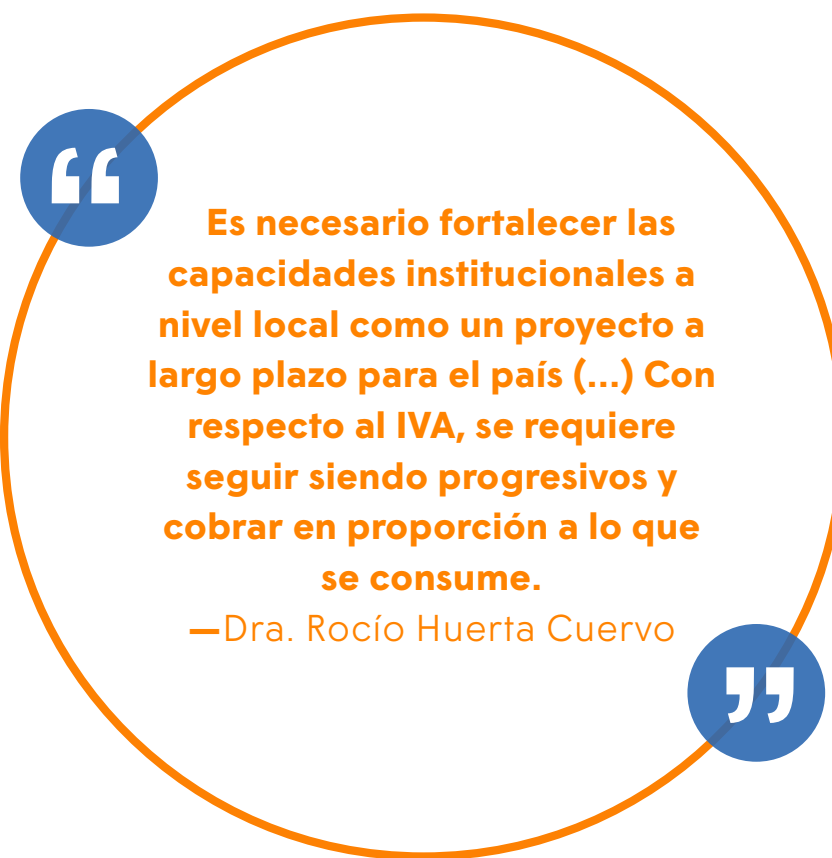 “
Es necesario fortalecer las
capacidades institucionales a
nivel local como un proyecto a
largo plazo para el país (...) Con
respecto al IVA, se requiere
seguir siendo progresivos y
cobrar en proporción a lo que
se consume.
—Dra. Rocío Huerta Cuervo
”